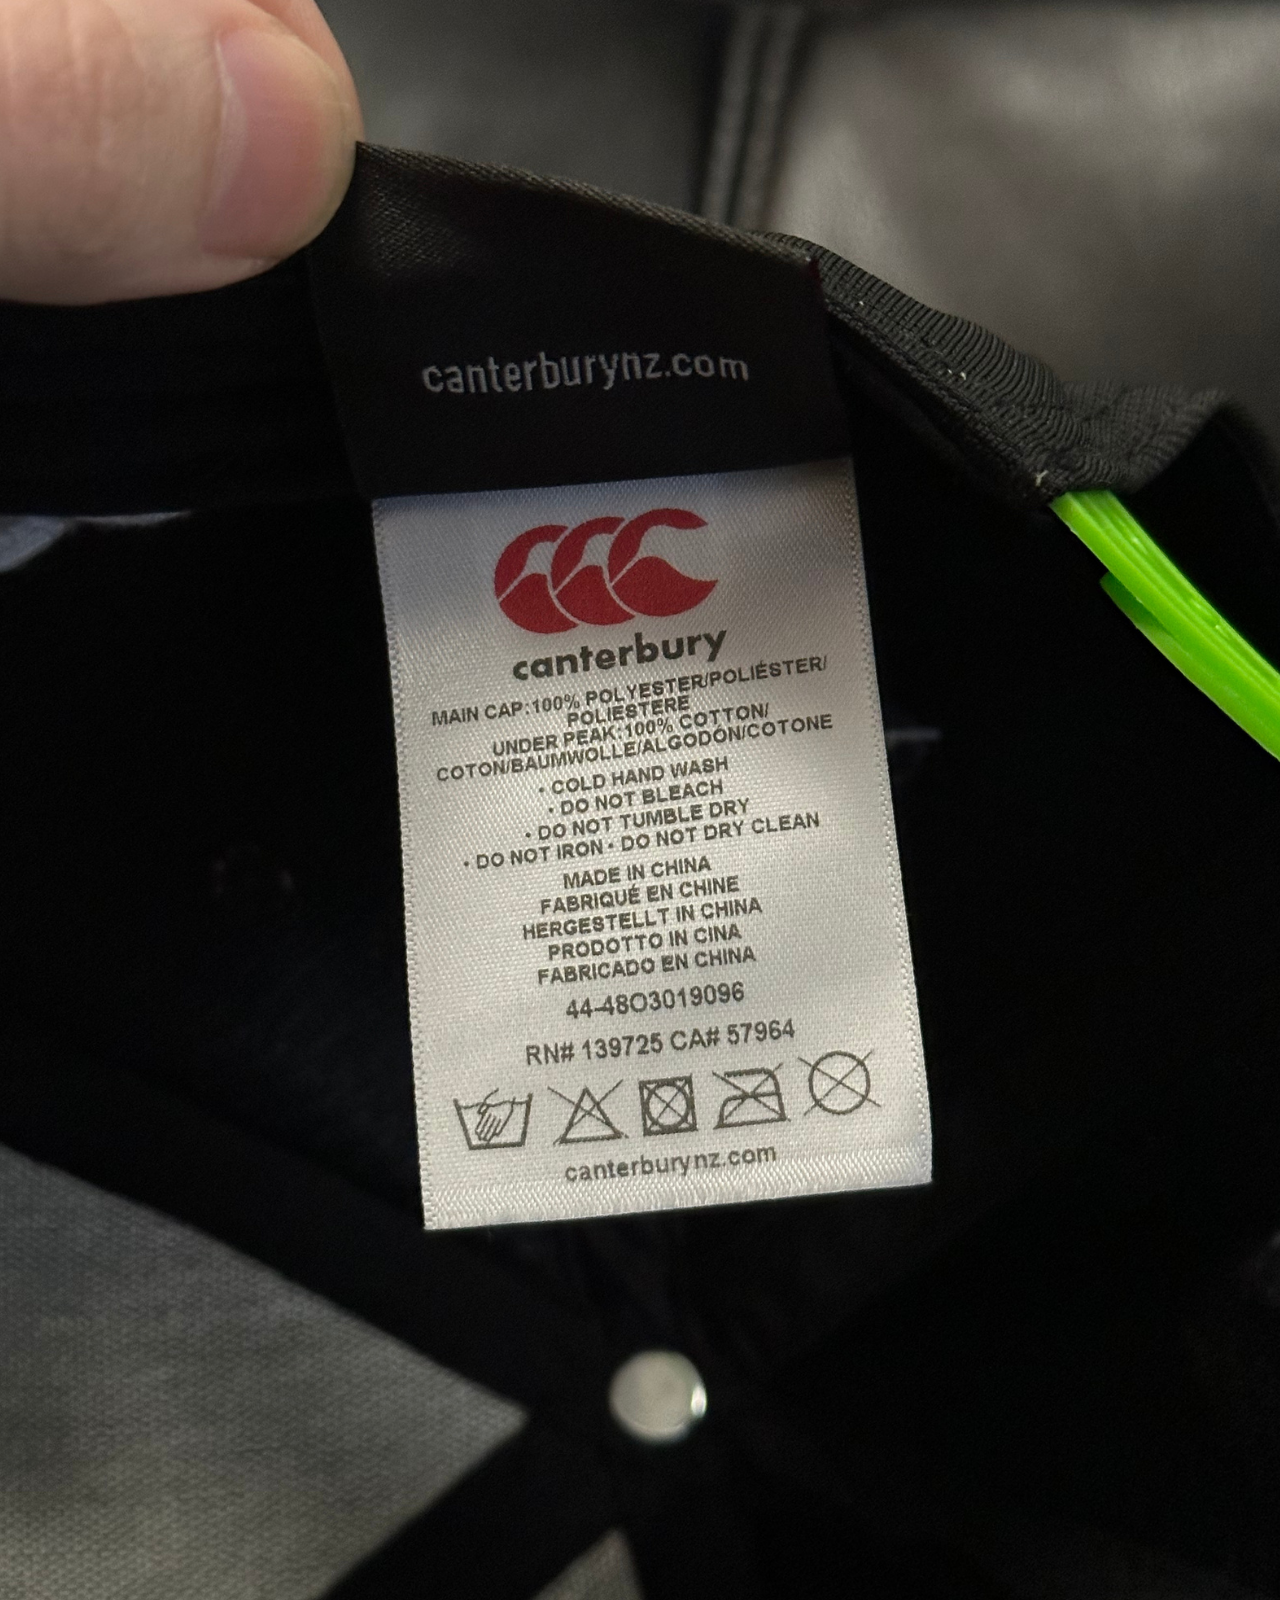 canterburynz.com
canterbury
MAIN CAP:100% POLYESTER/POLIÉSTER/
POLIESTERE
UNDER PEAK:100% COTTON/
COTON/BAUMWOLLE/ALGODÓN/COTONE
· COLD HAND WASH
· DO NOT BLEACH
· DO NOT TUMBLE DRY
· DO NOT IRON · DO NOT DRY CLEAN
MADE IN CHINA
FABRIQUÉ EN CHINE
HERGESTELLT IN CHINA
PRODOTTO IN CINA
FABRICADO EN CHINA
44-48O3019096
RN# 139725 CA# 57964
canterburynz.com